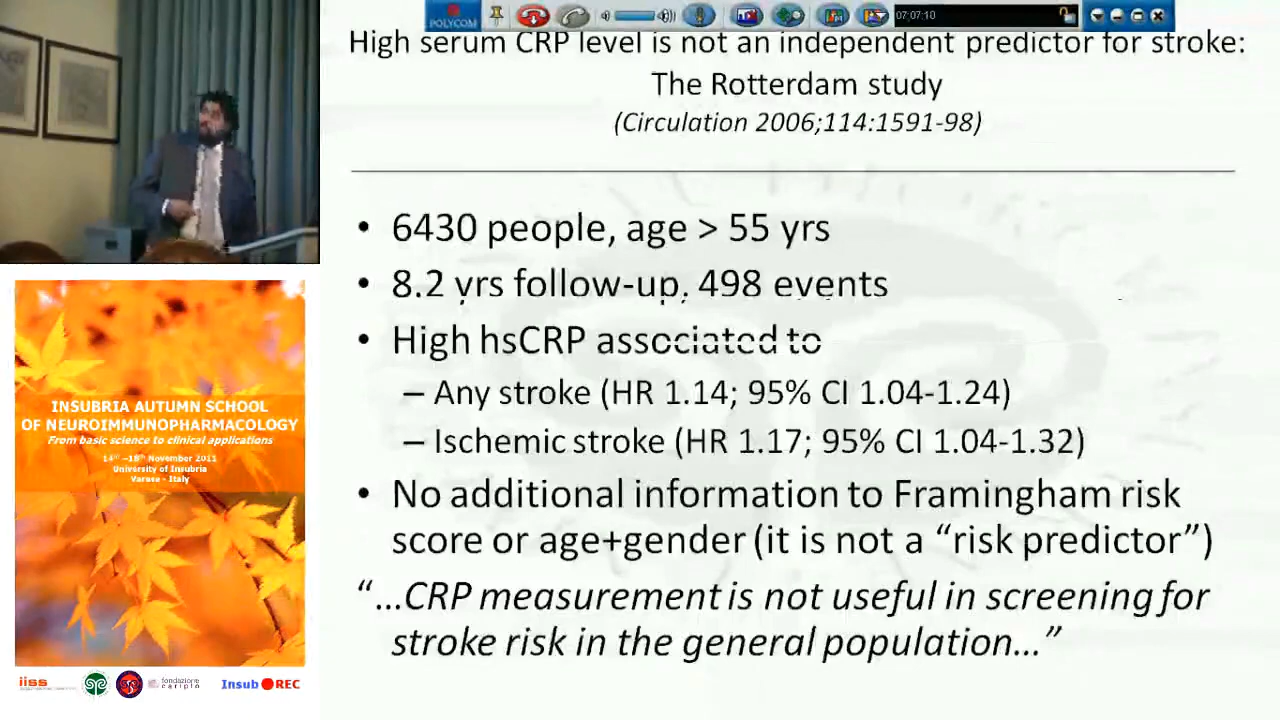 POLYCOM
07:07:10
High serum CRP level is not an independent predictor for stroke:
The Rotterdam study
(Circulation 2006;114:1591-98)
• 6430 people, age > 55 yrs
• 8.2 yrs follow-up, 498 events
• High hsCRP associated to
– Any stroke (HR 1.14; 95% CI 1.04-1.24)
– Ischemic stroke (HR 1.17; 95% CI 1.04-1.32)
• No additional information to Framingham risk
score or age+gender (it is not a “risk predictor”)
“…CRP measurement is not useful in screening for
stroke risk in the general population…”
INSUBRIA AUTUMN SCHOOL
OF NEUROIMMUNOPHARMACOLOGY
From basic science to clinical applications
14TH –18th November 2011
University of Insubria
Varese - Italy
iiss
fondazione
cariplo
Insub REC